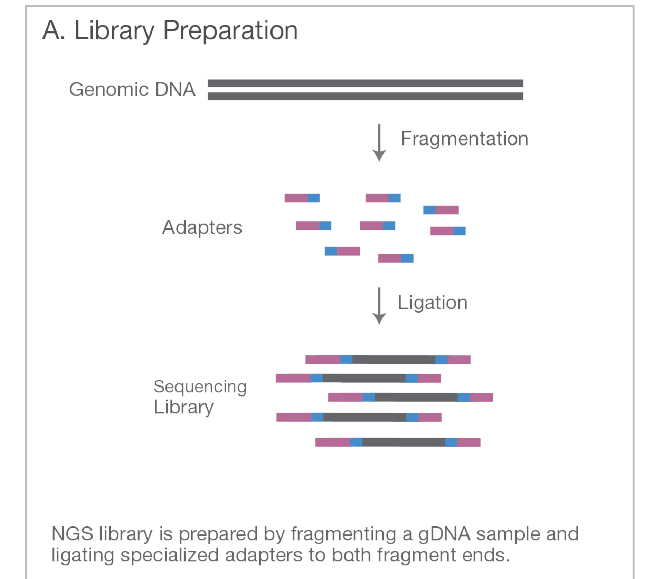 A. Library Preparation
Genomic DNA
Fragmentation
Adapters
Ligation
Sequencing
Library
NGS library is prepared by fragmenting a gDNA sample and
ligating specialized adapters to both fragment ends.